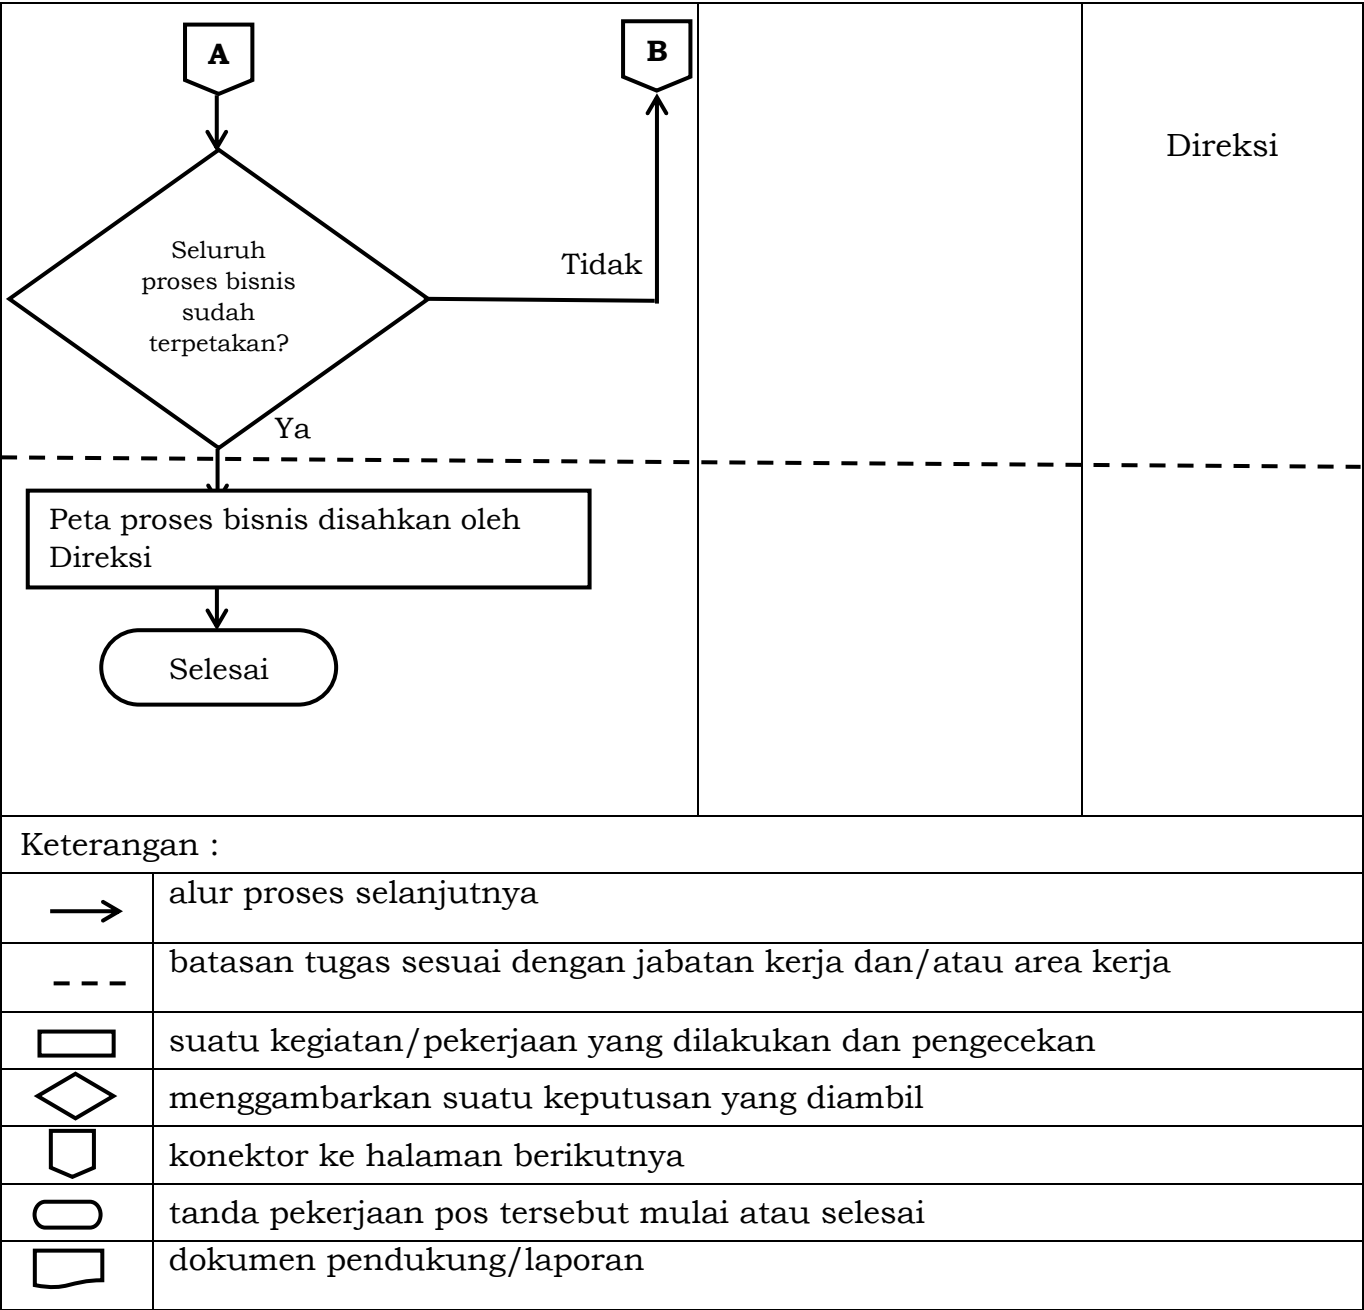 A
B
Direksi
Seluruh
proses bisnis
sudah
terpetakan?
Tidak
Ya
Peta proses bisnis disahkan oleh
Direksi
Selesai
Keterangan :
alur proses selanjutnya
batasan tugas sesuai dengan jabatan kerja dan/atau area kerja
suatu kegiatan/pekerjaan yang dilakukan dan pengecekan
menggambarkan suatu keputusan yang diambil
konektor ke halaman berikutnya
tanda pekerjaan pos tersebut mulai atau selesai
dokumen pendukung/laporan